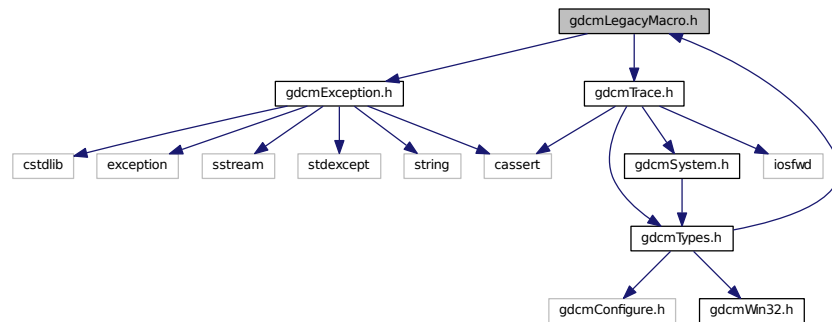 gdcmLegacyMacro.h
gdcmException.h
gdcmTrace.h
cstdlib
exception
sstream
stdexcept
string
cassert
gdcmSystem.h
iosfwd
gdcmTypes.h
gdcmConfigure.h
gdcmWin32.h